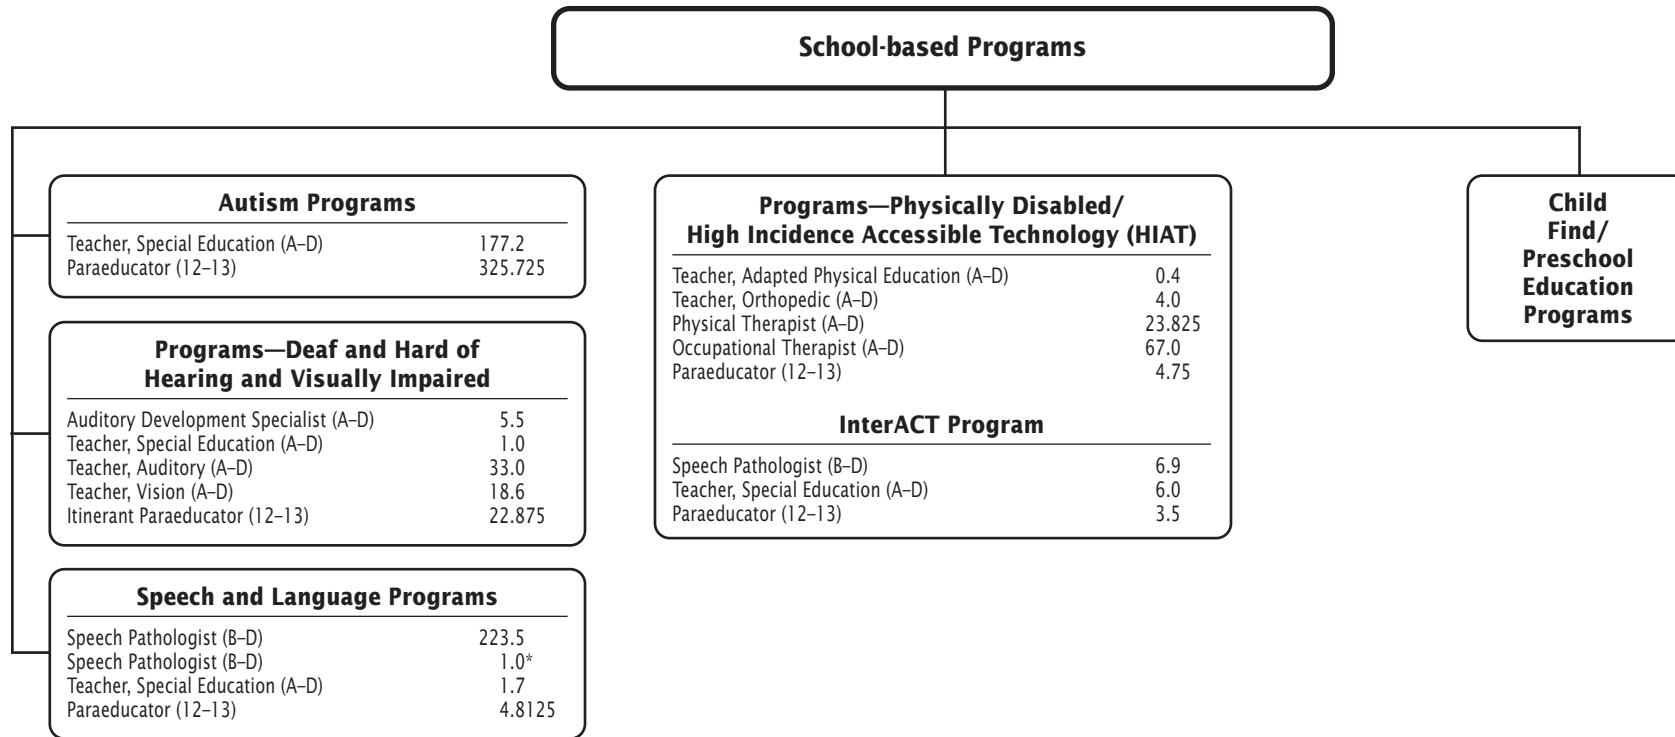 School-based Programs
Autism Programs
Teacher, Special Education (A–D) 177.2
Paraeducator (12–13) 325.725
Programs—Deaf and Hard of
Hearing and Visually Impaired
Auditory Development Specialist (A–D) 5.5
Teacher, Special Education (A–D) 1.0
Teacher, Auditory (A–D) 33.0
Teacher, Vision (A–D) 18.6
Itinerant Paraeducator (12–13) 22.875
Speech and Language Programs
Speech Pathologist (B–D) 223.5
Speech Pathologist (B–D) 1.0*
Teacher, Special Education (A–D) 1.7
Paraeducator (12–13) 4.8125
Programs—Physically Disabled/
High Incidence Accessible Technology (HIAT)
Teacher, Adapted Physical Education (A–D) 0.4
Teacher, Orthopedic (A–D) 4.0
Physical Therapist (A–D) 23.825
Occupational Therapist (A–D) 67.0
Paraeducator (12–13) 4.75
InterACT Program
Speech Pathologist (B–D) 6.9
Teacher, Special Education (A–D) 6.0
Paraeducator (12–13) 3.5
Child
Find/
Preschool
Education
Programs